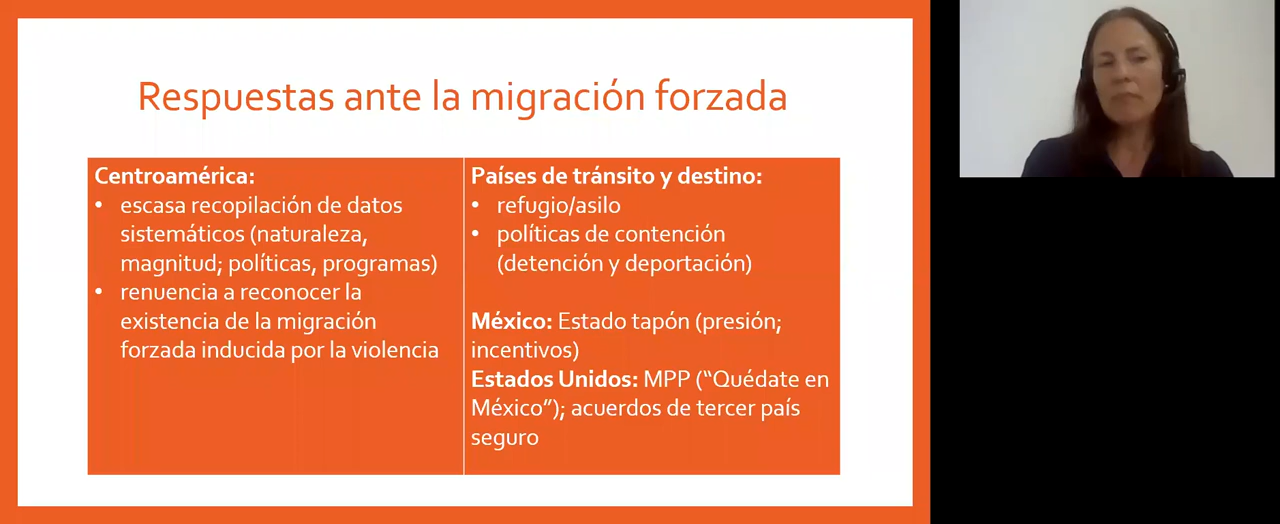 Respuestas ante la migración forzada
Centroamérica:
• escasa recopilación de datos
sistemáticos (naturaleza,
magnitud; políticas, programas)
• renuencia a reconocer la
existencia de la migración
forzada inducida por la violencia
Países de tránsito y destino:
• refugio/asilo
• políticas de contención
(detención y deportación)
México: Estado tapón (presión;
incentivos)
Estados Unidos: MPP (“Quédate en
México”); acuerdos de tercer país
seguro